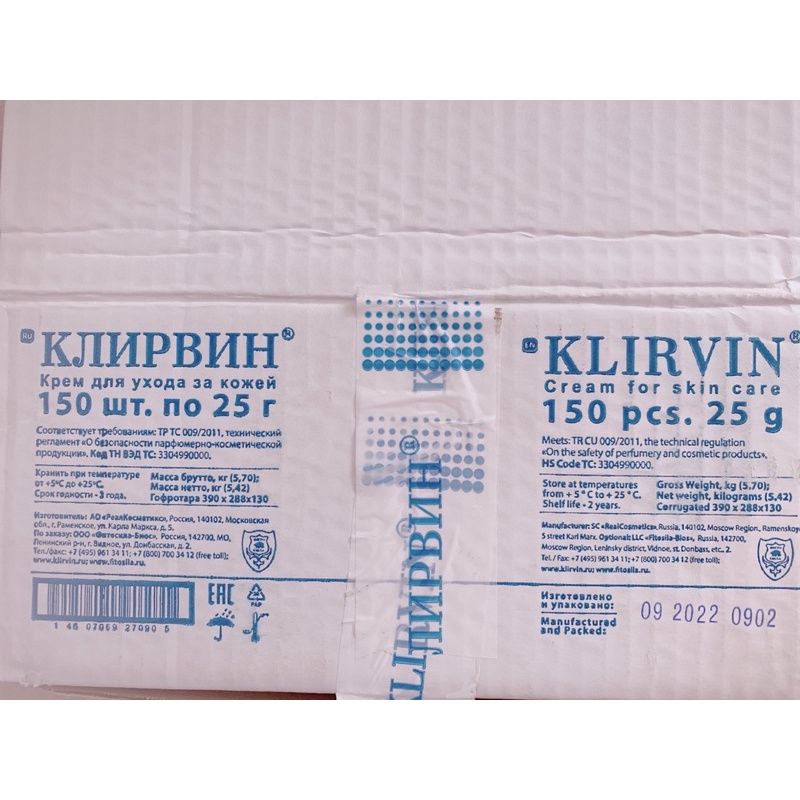 RU КЛИРВИН®
Крем для ухода за кожей
150 шт. по 25 г
Соответствует требованиям: ТР ТС 009/2011, технический
регламент «О безопасности парфюмерно-косметической
продукции». Код ТН ВЭД ТС: 3304990000.
Хранить при температуре
от +5°С до +25°С.
Срок годности - 3 года.
Масса брутто, кг (5,70);
Масса нетто, кг (5,42)
Гофротара 390 х 288х130
Изготовитель: АО «РеалКосметикс», Россия, 140102, Московская
обл., г. Раменское, ул. Карла Маркса, д. 5.
По заказу: ООО «Фитосила-Био», Россия, 142700, МО,
Ленинский р-н, г. Видное, ул. Донбасская, д. 2.
Тел./факс: +7 (495) 961 34 11; +7 (800) 700 34 12 (free toll);
www.klirvin.ru; www.fitosila.ru
1 46 07009 27090 5
EAC
PAP
КЛИРВИН®
EN KLIRVIN®
Cream for skin care
150 pcs. 25 g
Meets: TR CU 009/2011, the technical regulation
«On the safety of perfumery and cosmetic products».
HS Code TC: 3304990000.
Store at temperatures
from + 5° C to + 25° C.
Shelf life - 2 years.
Gross Weight, kg (5.70);
Net weight, kilograms (5,42)
Corrugated 390 x 288x130
Manufacturer: SC «RealCosmetics», Russia, 140102, Moscow Region, Ramenskoye
5 street Karl Marx. Optional: LLC «Fitosila-Bios», Russia, 142700,
Moscow Region, Leninsky district, Vidnoe, st. Donbass, etc. 2.
Tel./ Fax: +7 (495) 961 34 11; +7 (800) 700 34 12 (free toll);
www.klirvin.ru; www.fitosila.ru
Изготовлено
и упаковано:
Manufactured
and Packed:
09 2022 0902